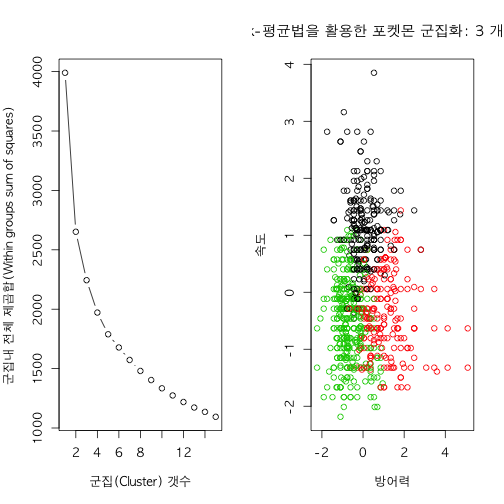 k-평균법을 활용한 포켓몬 군집화: 3 개
군집내 전체 제곱합(Within groups sum of squares)
1000 1500 2000 2500 3000 3500 4000
2 4 6 8 12
군집(Cluster) 갯수
속도
-2 -1 0 1 2 3 4
-2 0 2 4
방어력